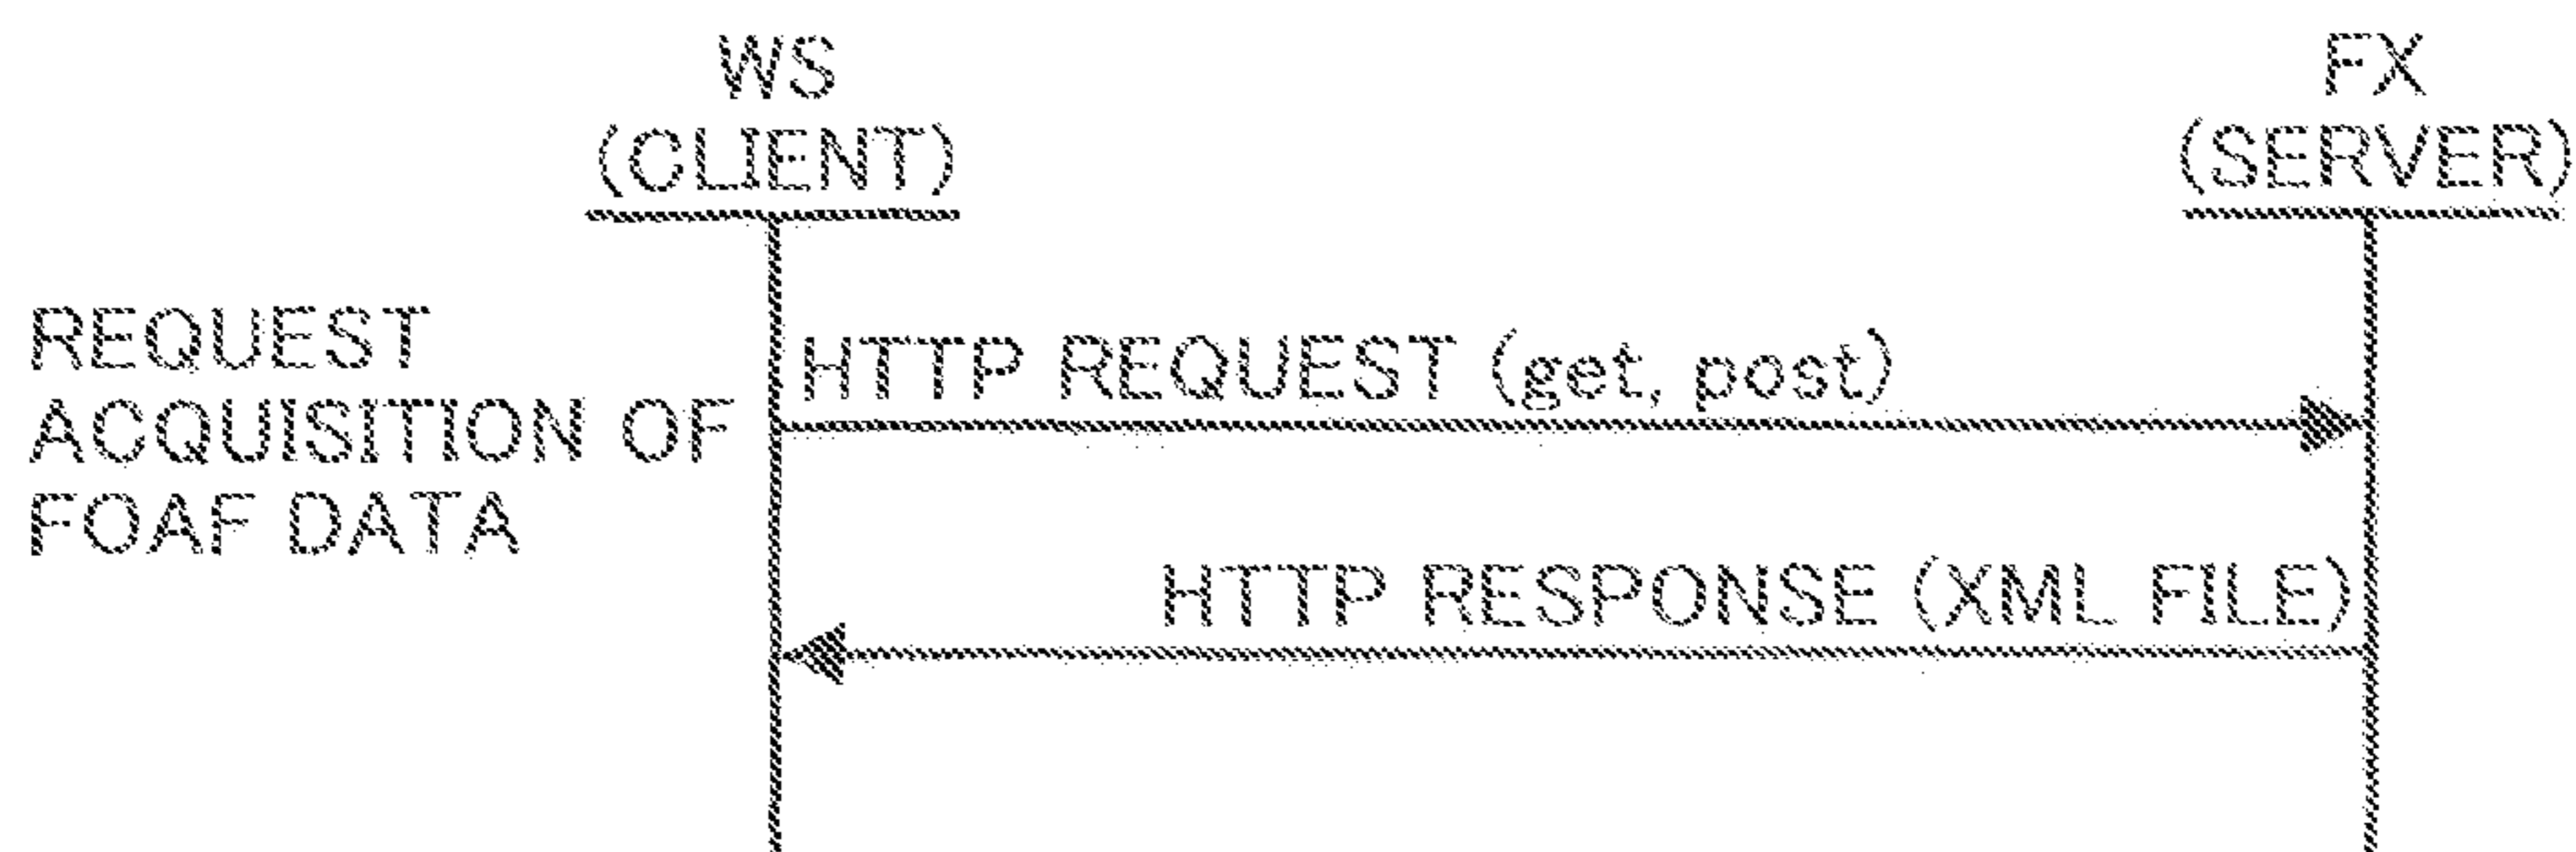 WS
(CLIENT)
FX
(SERVER)
REQUEST
ACQUISITION OF
FOAF DATA
HTTP REQUEST (get, post)
HTTP RESPONSE (XML FILE)